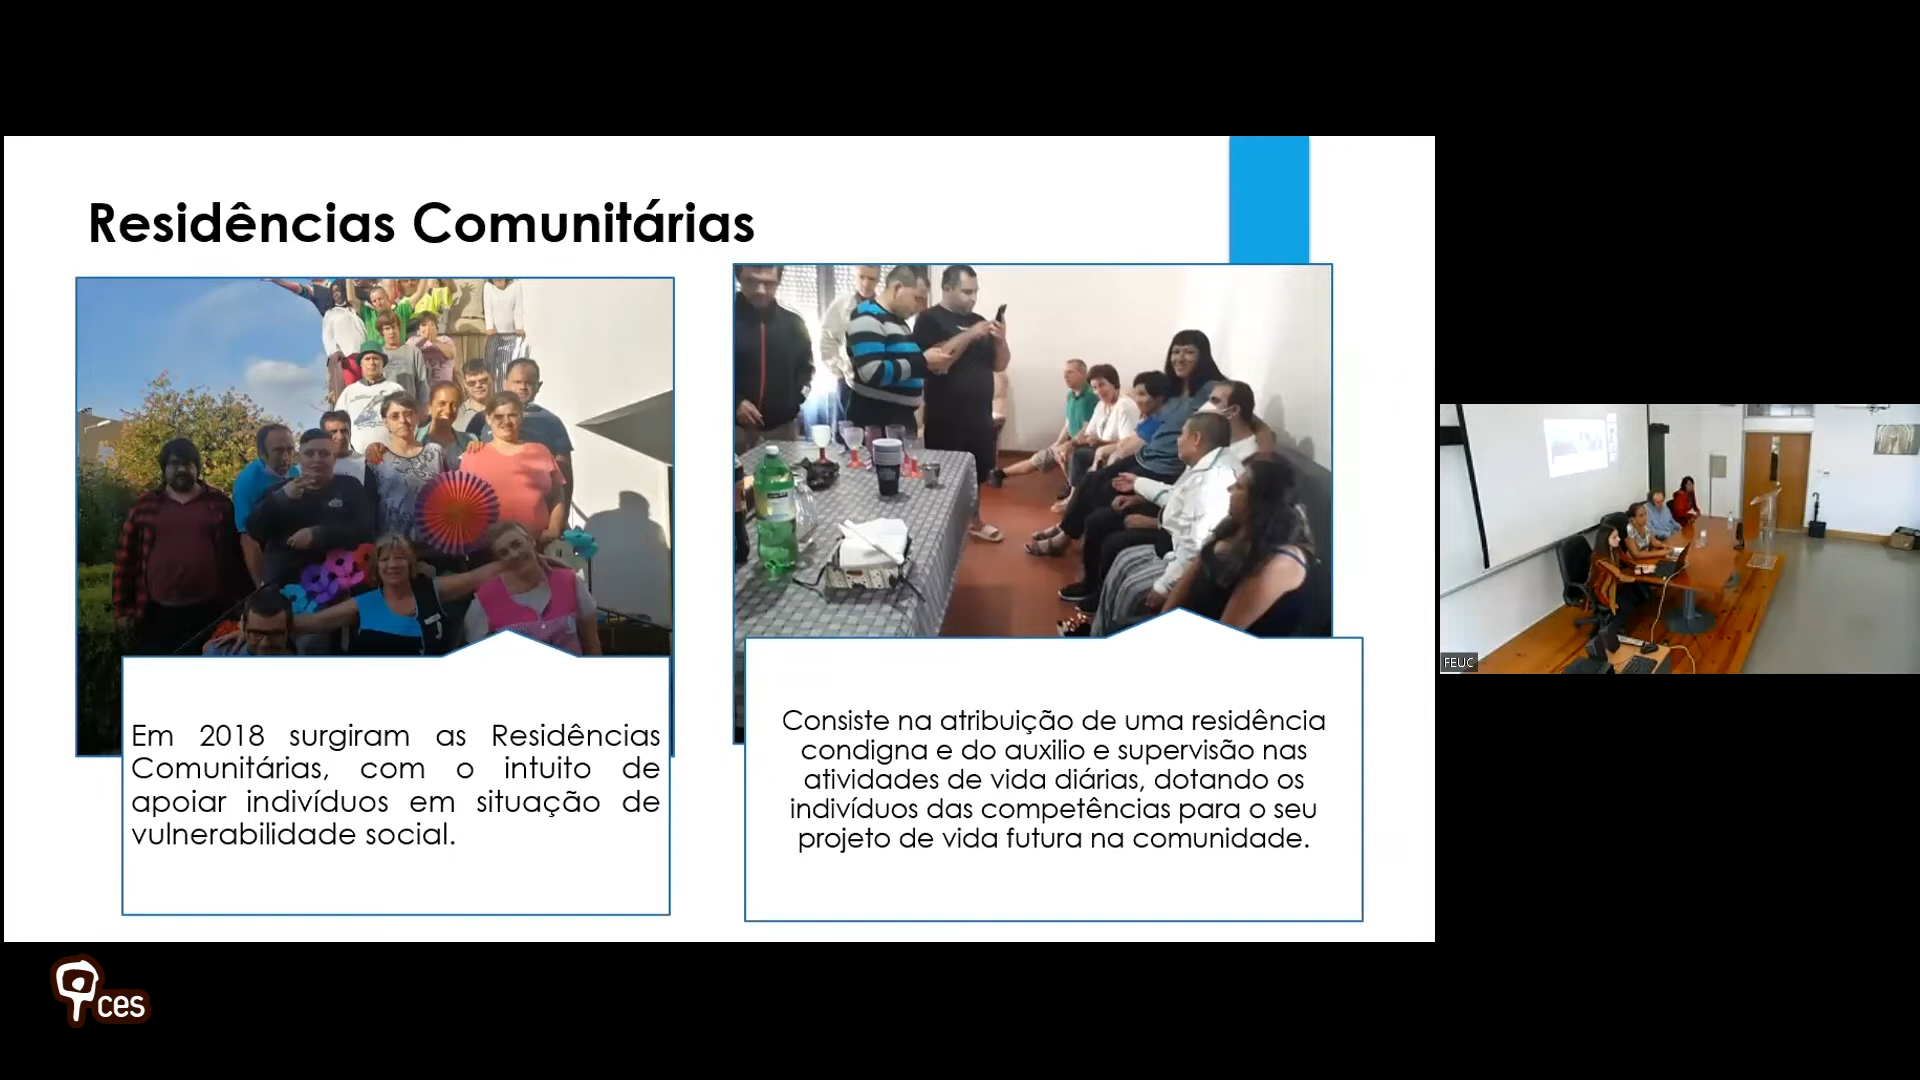 Residências Comunitárias
Em 2018 surgiram as Residências
Comunitárias, com o intuito de
apoiar indivíduos em situação de
vulnerabilidade social.
Consiste na atribuição de uma residência
condigna e do auxilio e supervisão nas
atividades de vida diárias, dotando os
indivíduos das competências para o seu
projeto de vida futura na comunidade.
FEUC
ces